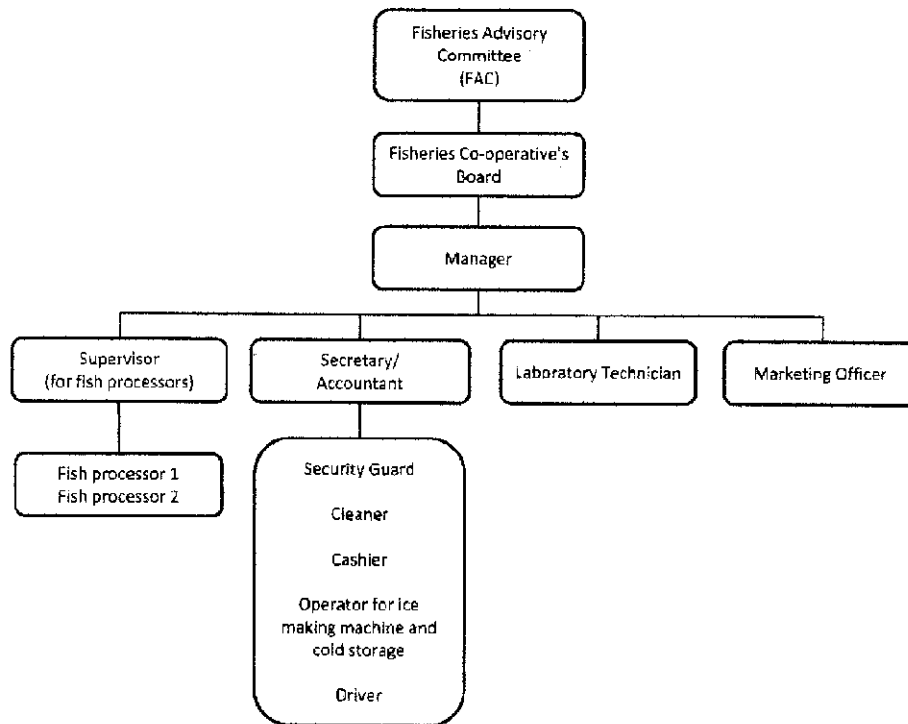 Fisheries Advisory
Committee
(FAC)
Fisheries Co-operative's
Board
Manager
Supervisor
(for fish processors)
Secretary/
Accountant
Laboratory Technician
Marketing Officer
Fish processor 1
Fish processor 2
Security Guard
Cleaner
Cashier
Operator for ice
making machine and
cold storage
Driver